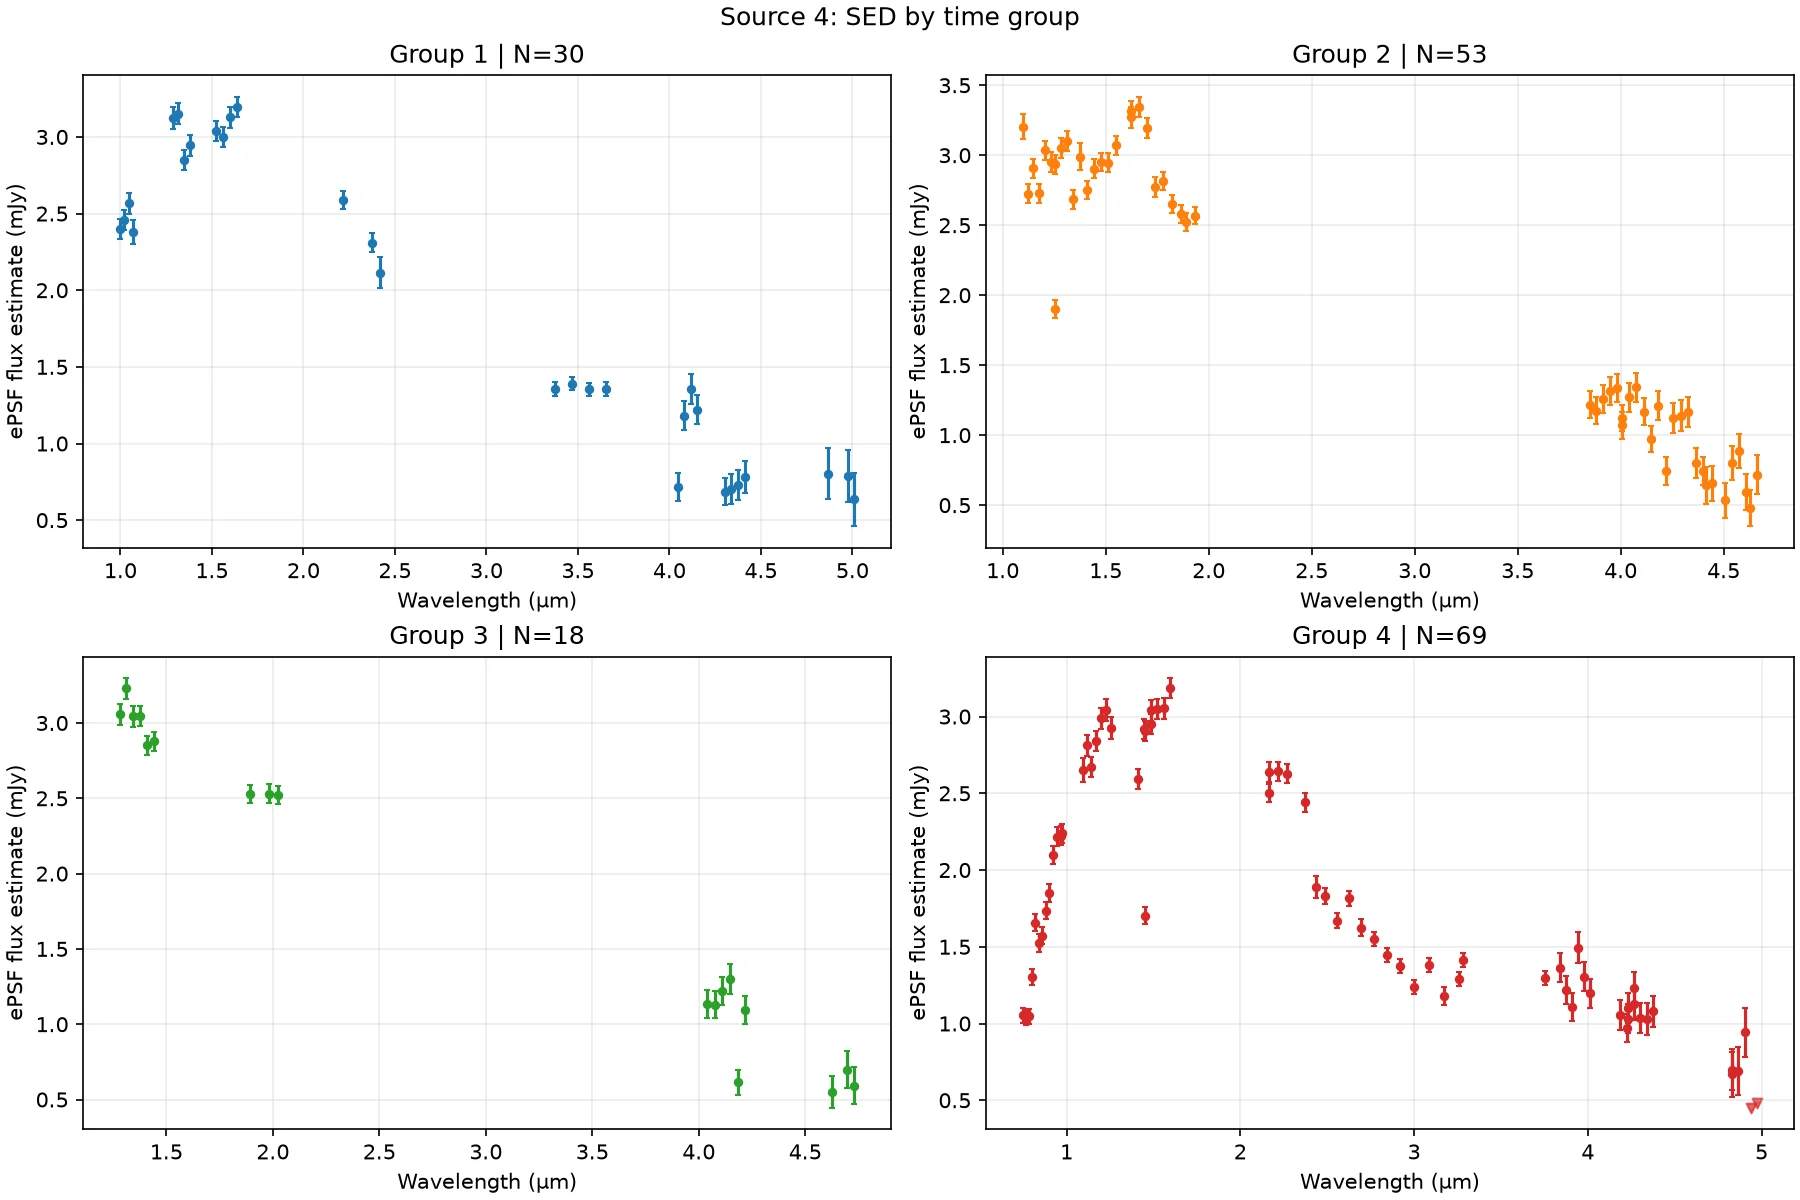 Source 4: SED by time group
Group 1 | N=30
ePSF flux estimate (mJy)
3.0
2.5
2.0
1.5
1.0
0.5
1.0 1.5 2.0 2.5 3.0 3.5 4.0 4.5 5.0
Wavelength (μm)
Group 2 | N=53
ePSF flux estimate (mJy)
3.5
3.0
2.5
2.0
1.5
1.0
0.5
1.0 1.5 2.0 2.5 3.0 3.5 4.0 4.5
Wavelength (μm)
Group 3 | N=18
ePSF flux estimate (mJy)
3.0
2.5
2.0
1.5
1.0
0.5
1.5 2.0 2.5 3.0 3.5 4.0 4.5
Wavelength (μm)
Group 4 | N=69
ePSF flux estimate (mJy)
3.0
2.5
2.0
1.5
1.0
0.5
1 2 3 4 5
Wavelength (μm)